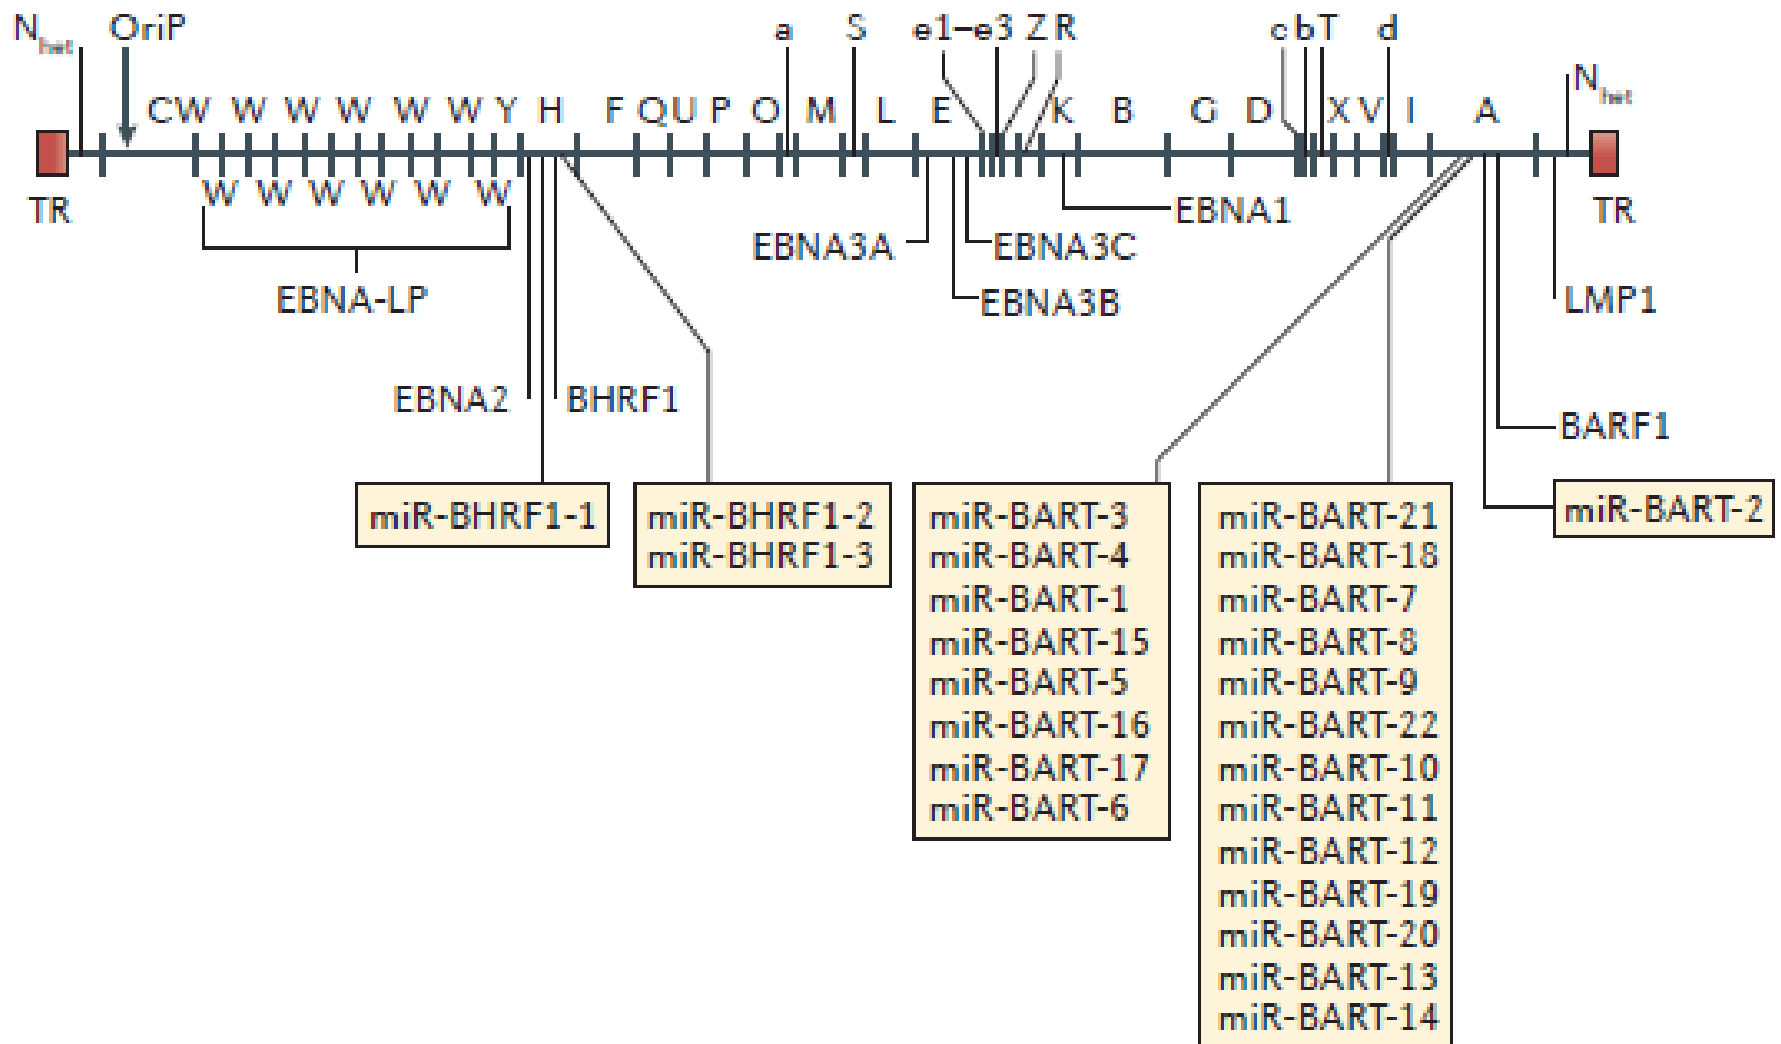 N het OriP a S e1–e3 Z R c b T d N het
C W W W W W W Y H F Q U P O M L E K B G D X V I A
W W W W W W
TR TR
EBNA1
EBNA3A EBNA3C
EBNA-LP EBNA3B LMP1
EBNA2 BHRF1
BARF1
miR-BHRF1-1
miR-BHRF1-2
miR-BHRF1-3
miR-BART-3
miR-BART-4
miR-BART-1
miR-BART-15
miR-BART-5
miR-BART-16
miR-BART-17
miR-BART-6
miR-BART-21
miR-BART-18
miR-BART-7
miR-BART-8
miR-BART-9
miR-BART-22
miR-BART-10
miR-BART-11
miR-BART-12
miR-BART-19
miR-BART-20
miR-BART-13
miR-BART-14
miR-BART-2